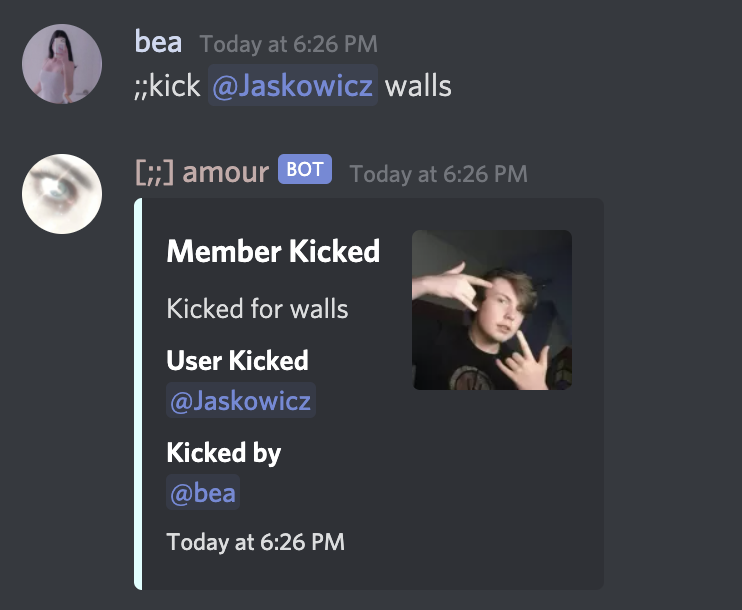 bea Today at 6:26 PM
;;kick @Jaskowicz walls
[;;] amour BOT Today at 6:26 PM
Member Kicked
Kicked for walls
User Kicked
@Jaskowicz
Kicked by
@bea
Today at 6:26 PM